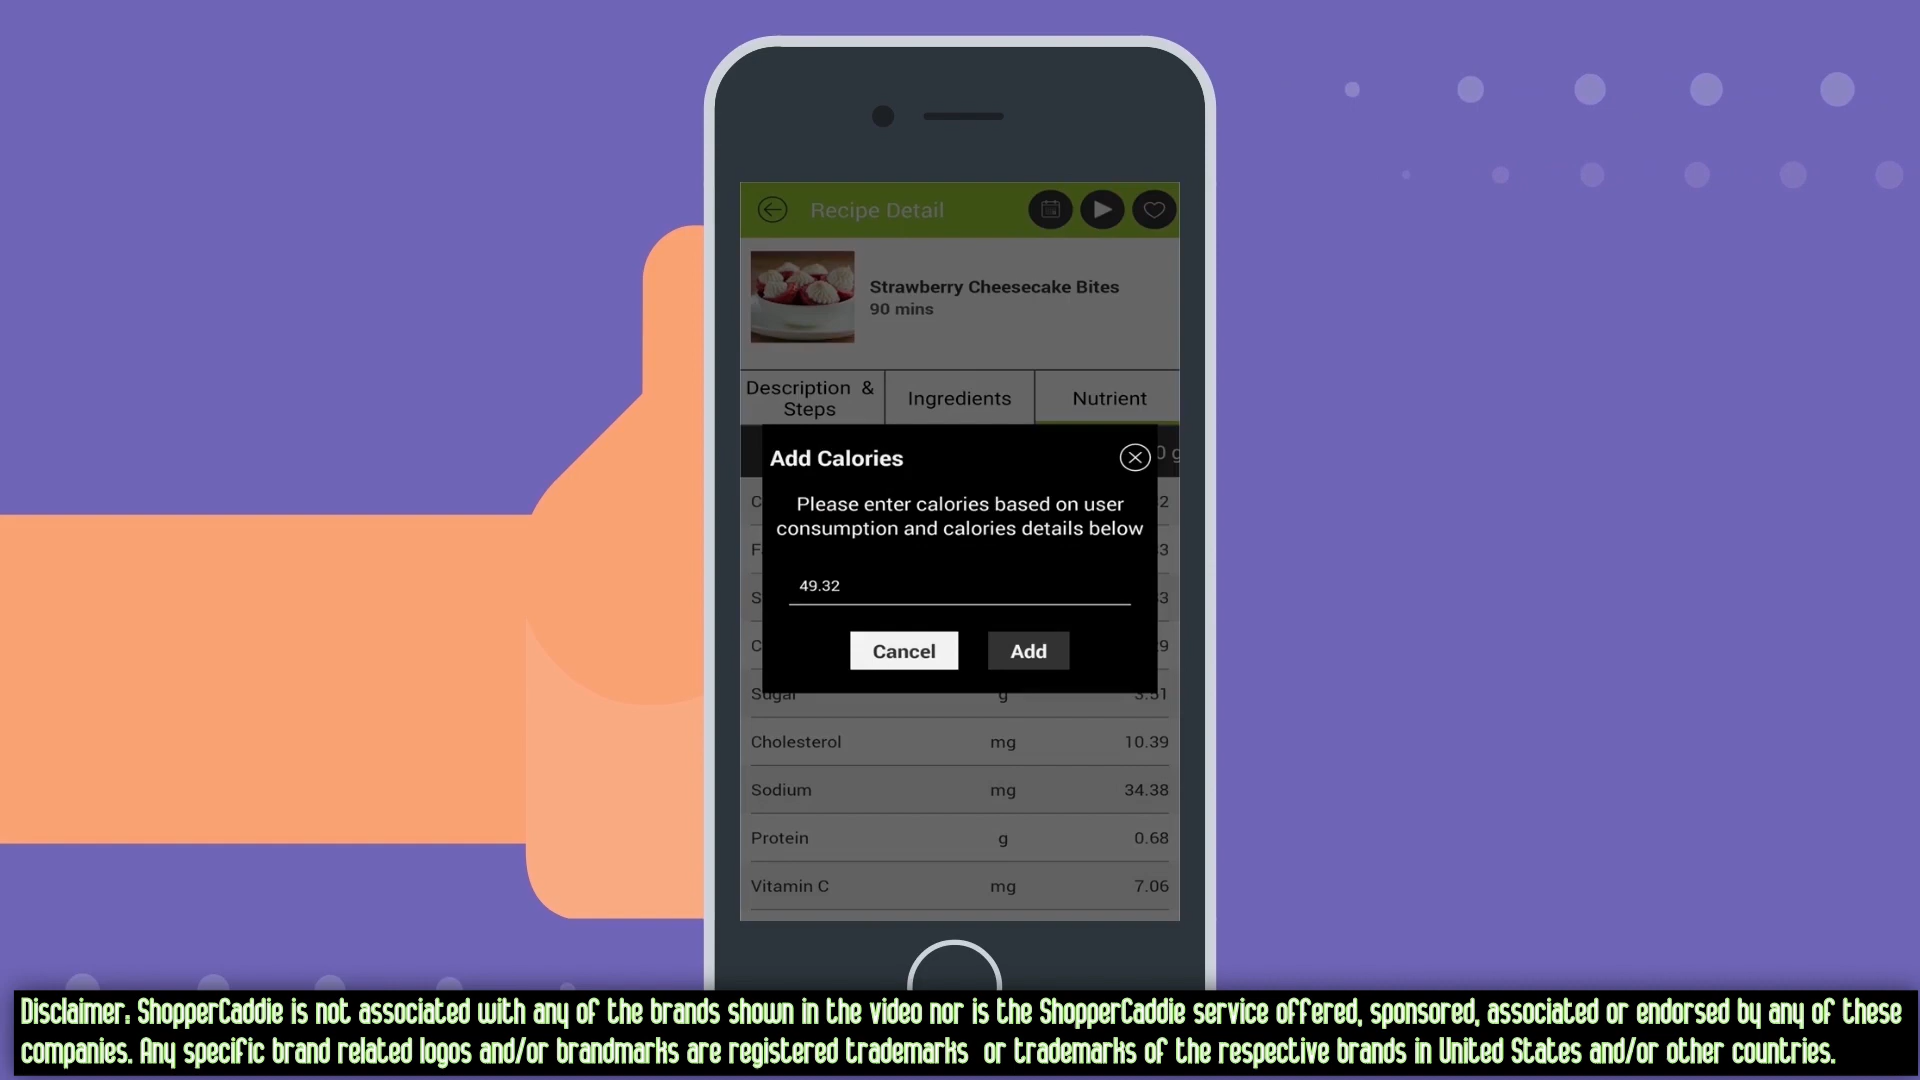 Recipe Detail
Strawberry Cheesecake Bites
90 mins
Description &
Steps
Ingredients
Nutrient
Add Calories
0 g
Please enter calories based on user
consumption and calories details below
49.32
Cancel
Add
Sugar g 3.51
Cholesterol mg 10.39
Sodium mg 34.38
Protein g 0.68
Vitamin C mg 7.06
Disclaimer: ShopperCaddie is not associated with any of the brands shown in the video nor is the ShopperCaddie service offered, sponsored, associated or endorsed by any of these
companies. Any specific brand related logos and/or brandmarks are registered trademarks or trademarks of the respective brands in United States and/or other countries.